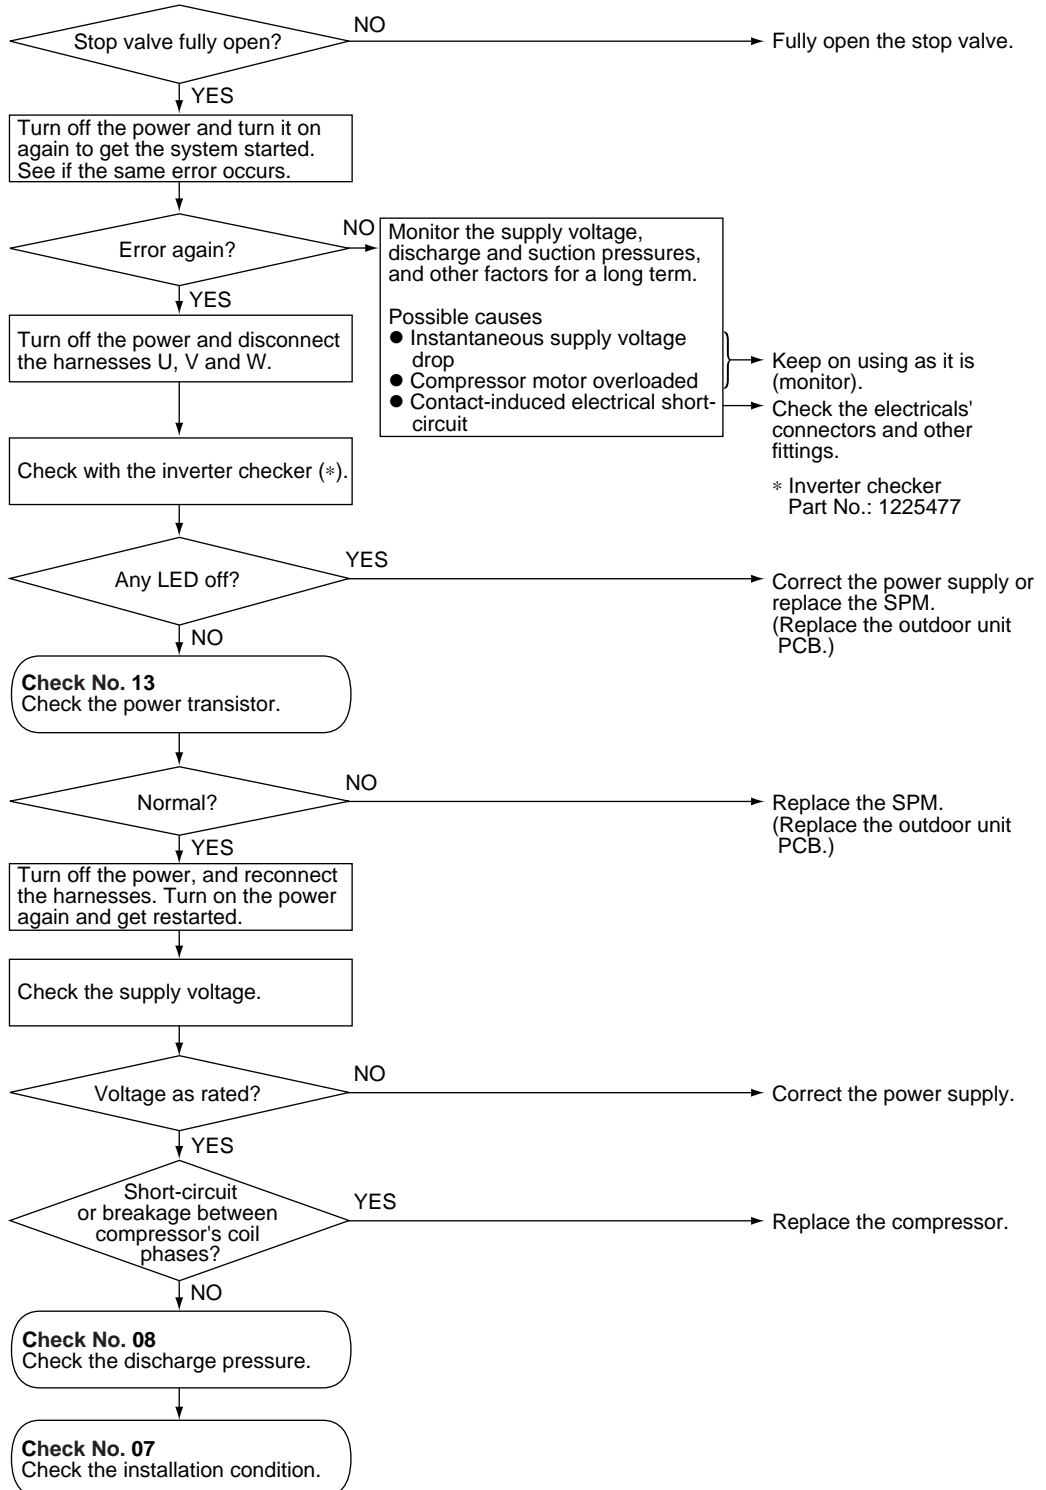 Stop valve fully open?
NO
Fully open the stop valve.
YES
Turn off the power and turn it on
again to get the system started.
See if the same error occurs.
Error again?
NO
Monitor the supply voltage,
discharge and suction pressures,
and other factors for a long term.
Possible causes
● Instantaneous supply voltage
drop
● Compressor motor overloaded
● Contact-induced electrical short-
circuit
Keep on using as it is
(monitor).
Check the electricals'
connectors and other
fittings.
* Inverter checker
Part No.: 1225477
YES
Turn off the power and disconnect
the harnesses U, V and W.
Check with the inverter checker (*).
Any LED off?
YES
Correct the power supply or
replace the SPM.
(Replace the outdoor unit
PCB.)
NO
Check No. 13
Check the power transistor.
Normal?
NO
Replace the SPM.
(Replace the outdoor unit
PCB.)
YES
Turn off the power, and reconnect
the harnesses. Turn on the power
again and get restarted.
Check the supply voltage.
Voltage as rated?
NO
Correct the power supply.
YES
Short-circuit
or breakage between
compressor's coil
phases?
YES
Replace the compressor.
NO
Check No. 08
Check the discharge pressure.
Check No. 07
Check the installation condition.